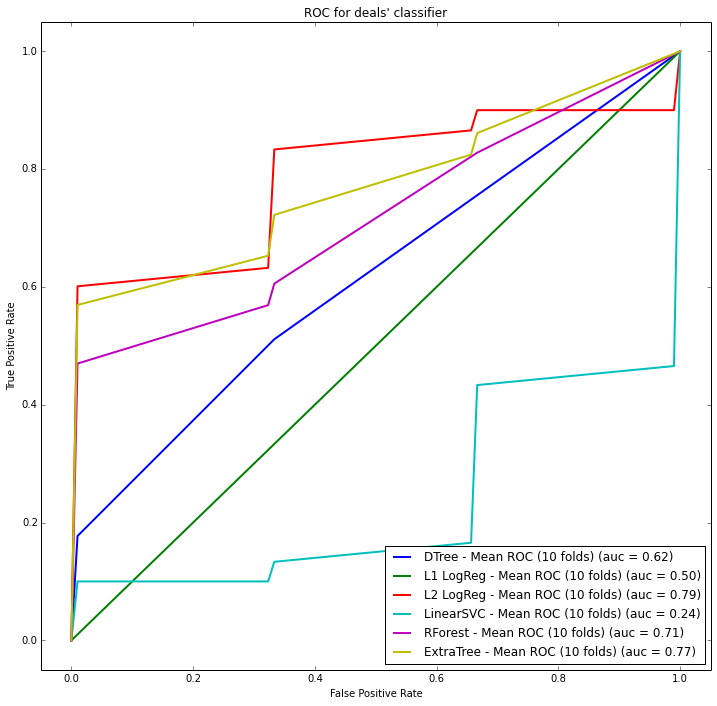 ROC for deals' classifier
True Positive Rate
1.0
0.8
0.6
0.4
0.2
0.0
DTree - Mean ROC (10 folds) (auc = 0.62)
L1 LogReg - Mean ROC (10 folds) (auc = 0.50)
L2 LogReg - Mean ROC (10 folds) (auc = 0.79)
LinearSVC - Mean ROC (10 folds) (auc = 0.24)
RForest - Mean ROC (10 folds) (auc = 0.71)
ExtraTree - Mean ROC (10 folds) (auc = 0.77)
0.0 0.2 0.4 0.6 0.8 1.0
False Positive Rate